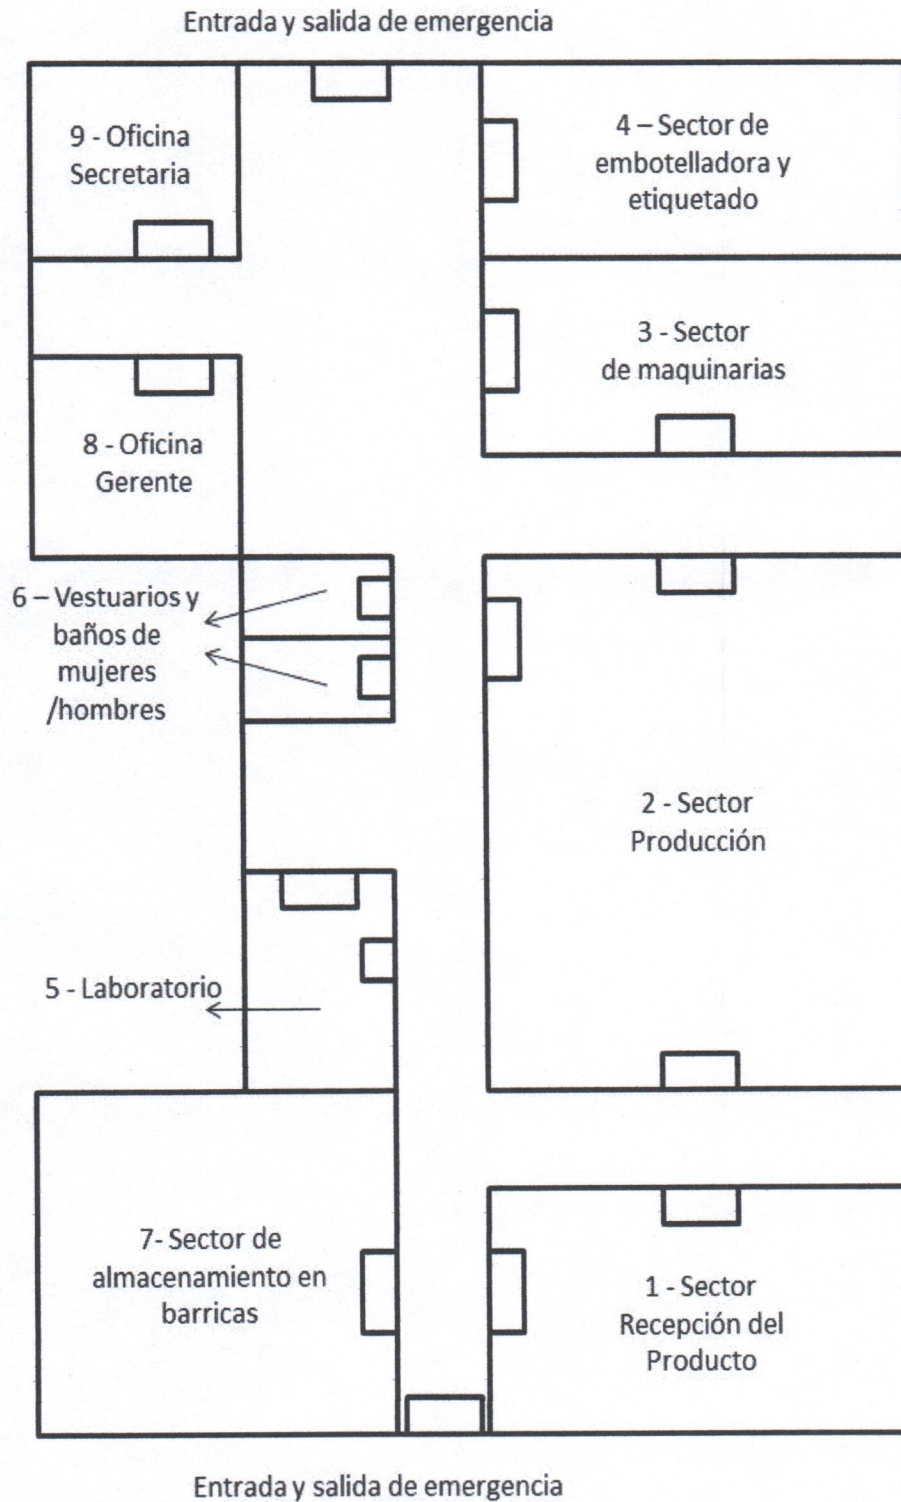 Entrada y salida de emergencia
9 - Oficina
Secretaria
4 – Sector de
embotelladora y
etiquetado
3 - Sector
de maquinarias
8 - Oficina
Gerente
6 – Vestuarios y
baños de
mujeres
/hombres
2 - Sector
Producción
5 - Laboratorio
7- Sector de
almacenamiento en
barricas
1 - Sector
Recepción del
Producto
Entrada y salida de emergencia